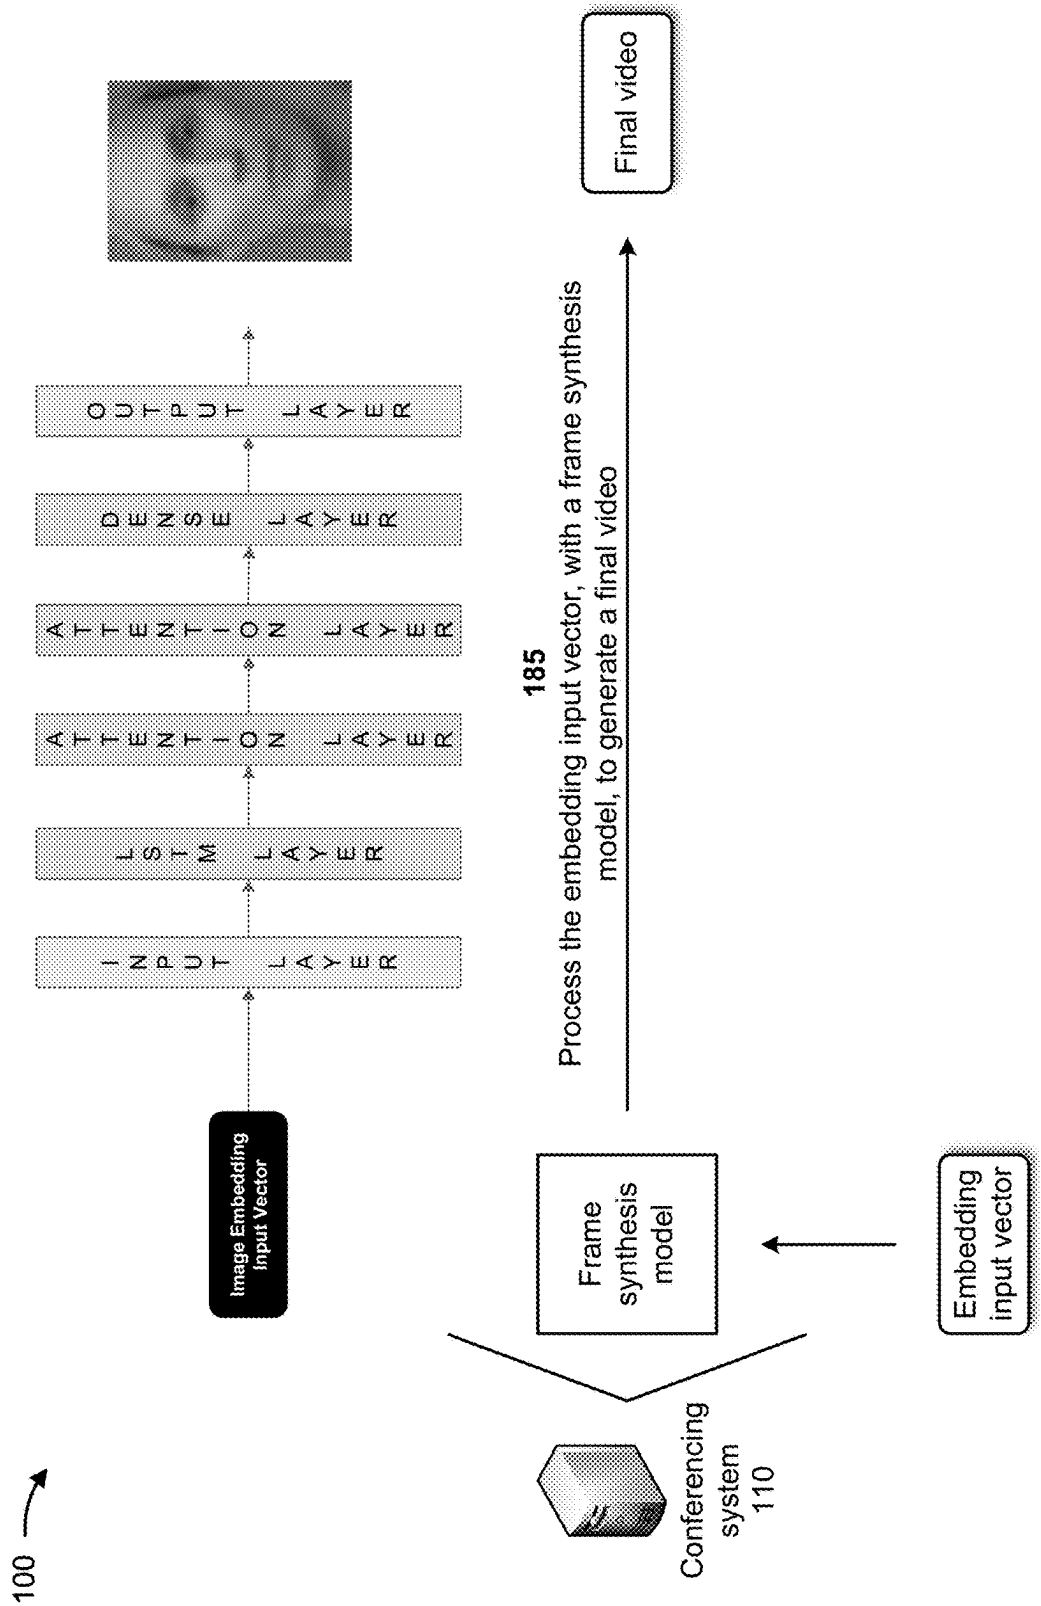 100
Image Embedding
Input Vector
INPUT LAYER
LSTM LAYER
ATTENTION LAYER
ATTENTION LAYER
DENSE LAYER
OUTPUT LAYER
Conferencing
system
110
Frame
synthesis
model
185
Process the embedding input vector, with a frame synthesis
model, to generate a final video
Final video
Embedding
input vector